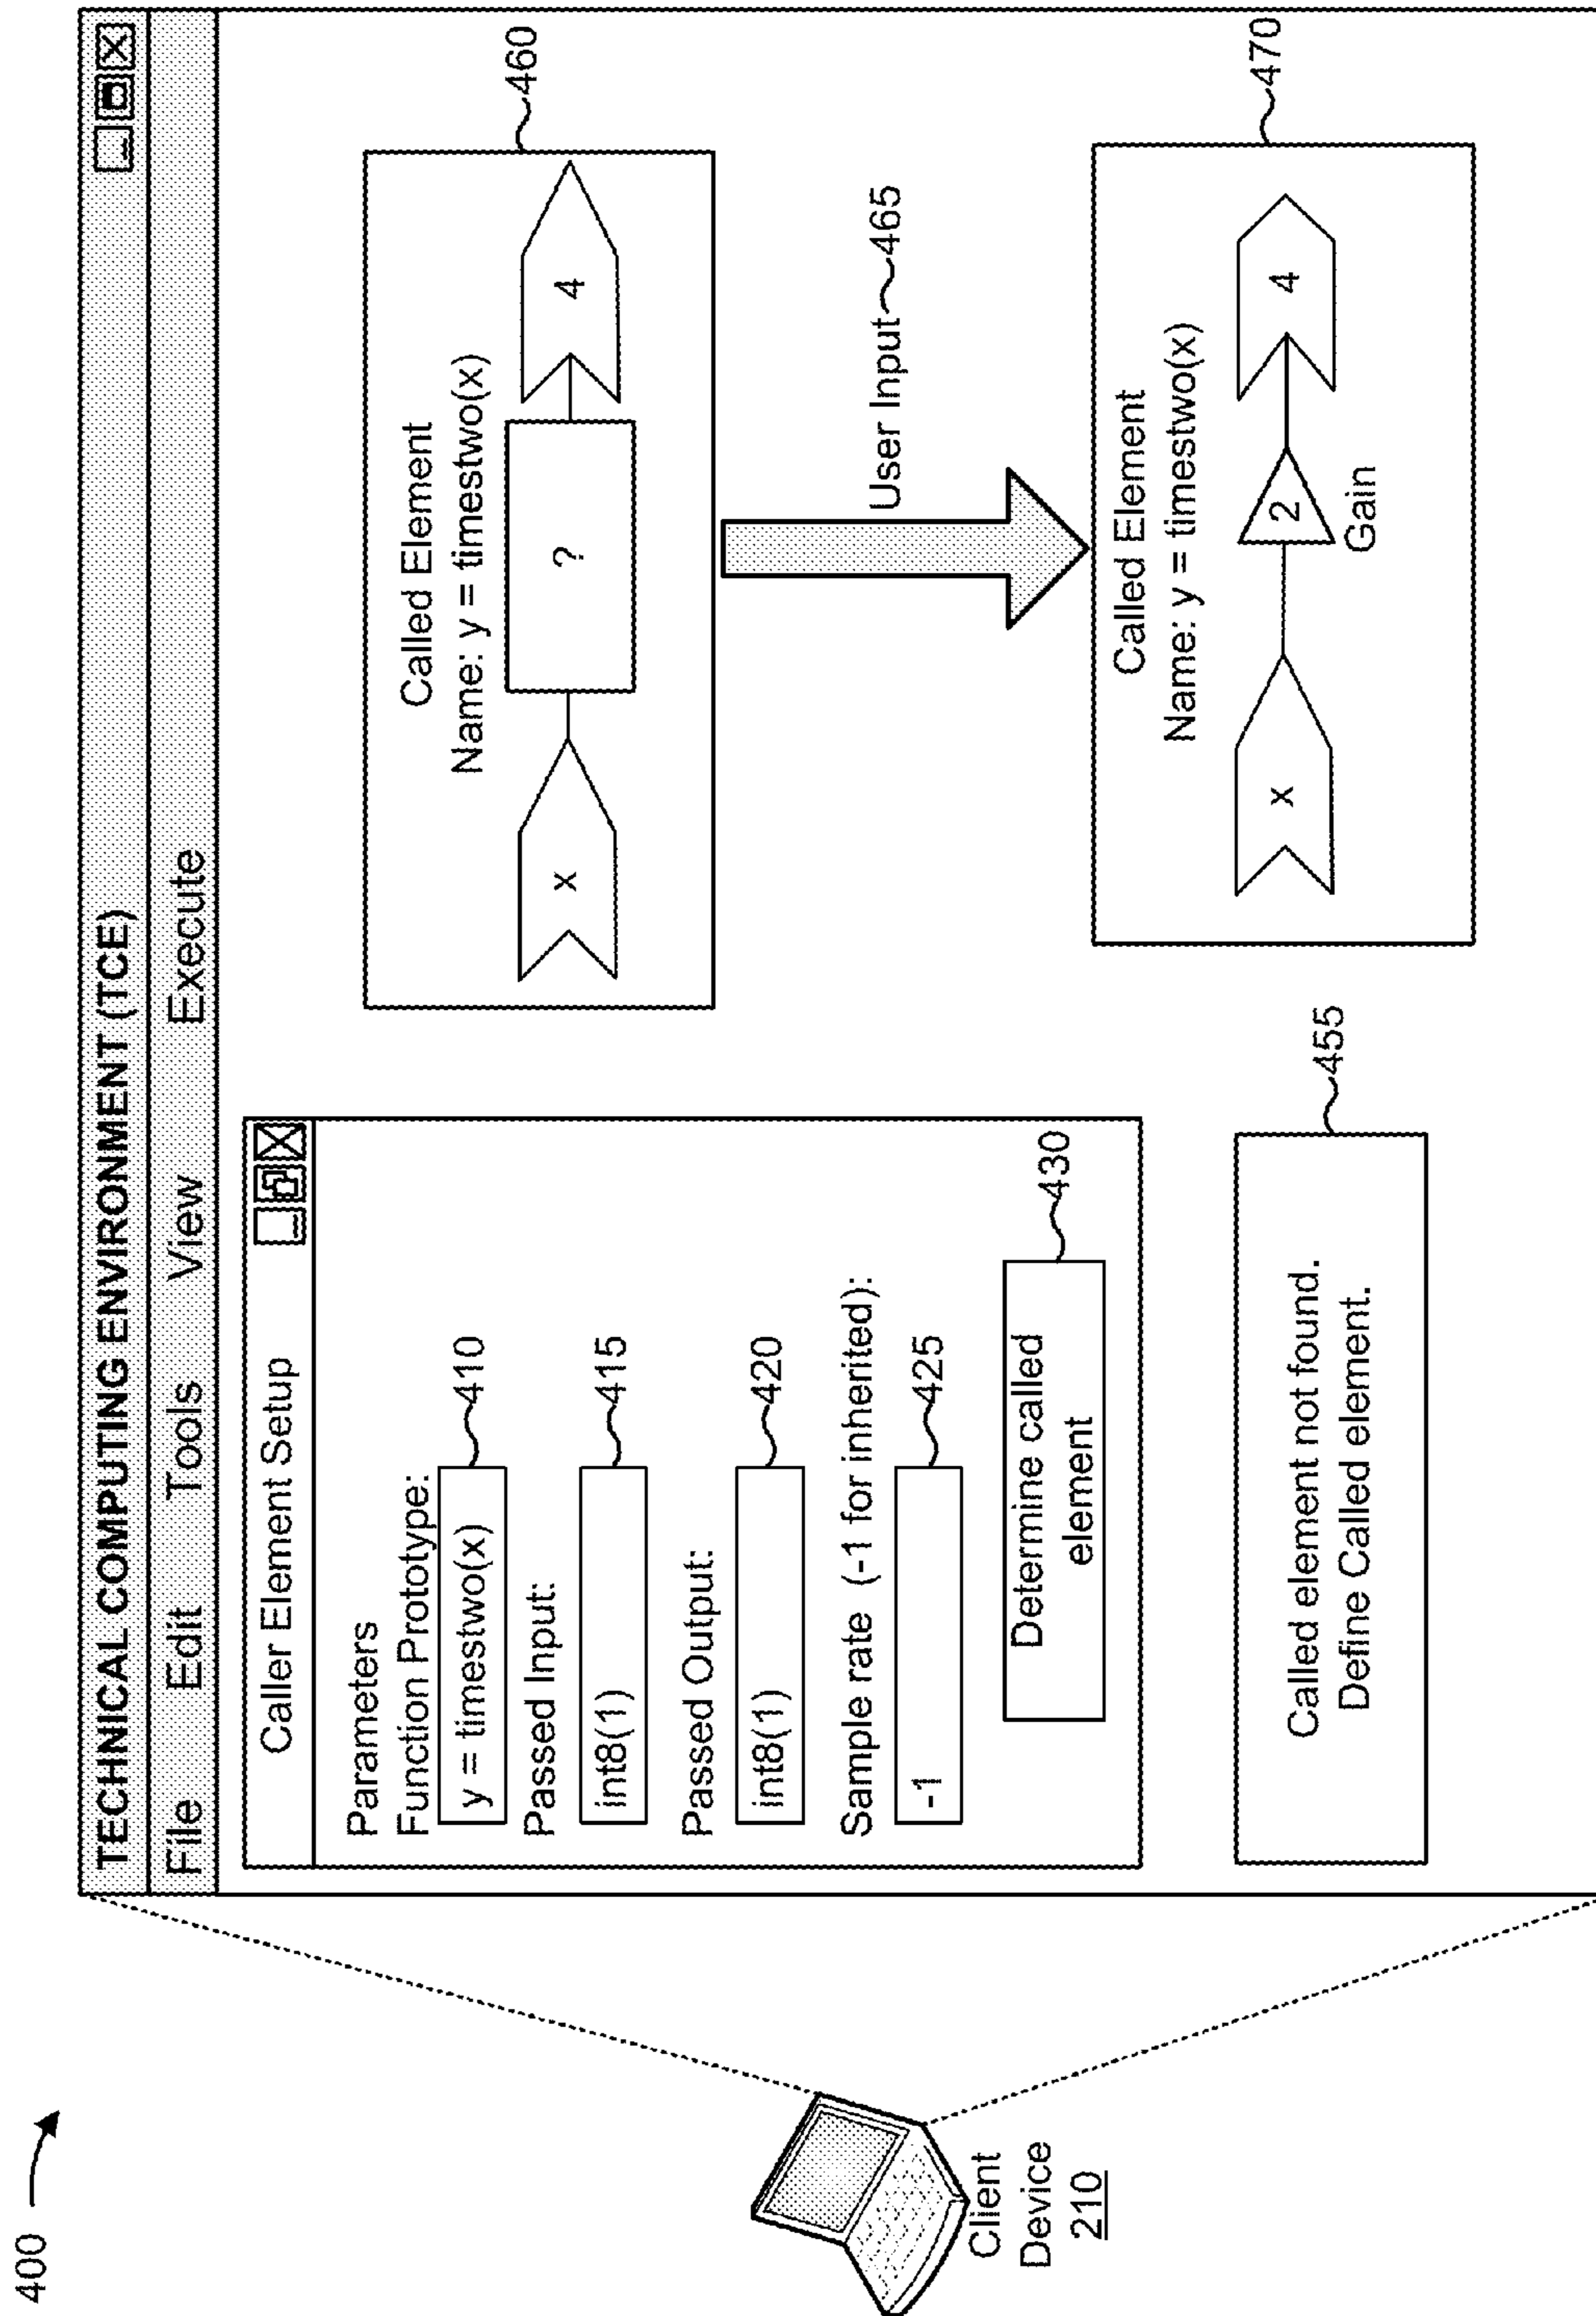 400
TECHNICAL COMPUTING ENVIRONMENT (TCE)
File Edit Tools View Execute
Caller Element Setup
Parameters
Function Prototype:
y = timestwo(x)
410
Passed Input:
int8(1)
415
Passed Output:
int8(1)
420
Sample rate (-1 for inherited):
-1
425
Determine called
element
430
Called element not found.
Define Called element.
455
Called Element
Name: y = timestwo(x)
x
?
4
460
User Input
465
Called Element
Name: y = timestwo(x)
x
2
4
Gain
470
Client
Device
210